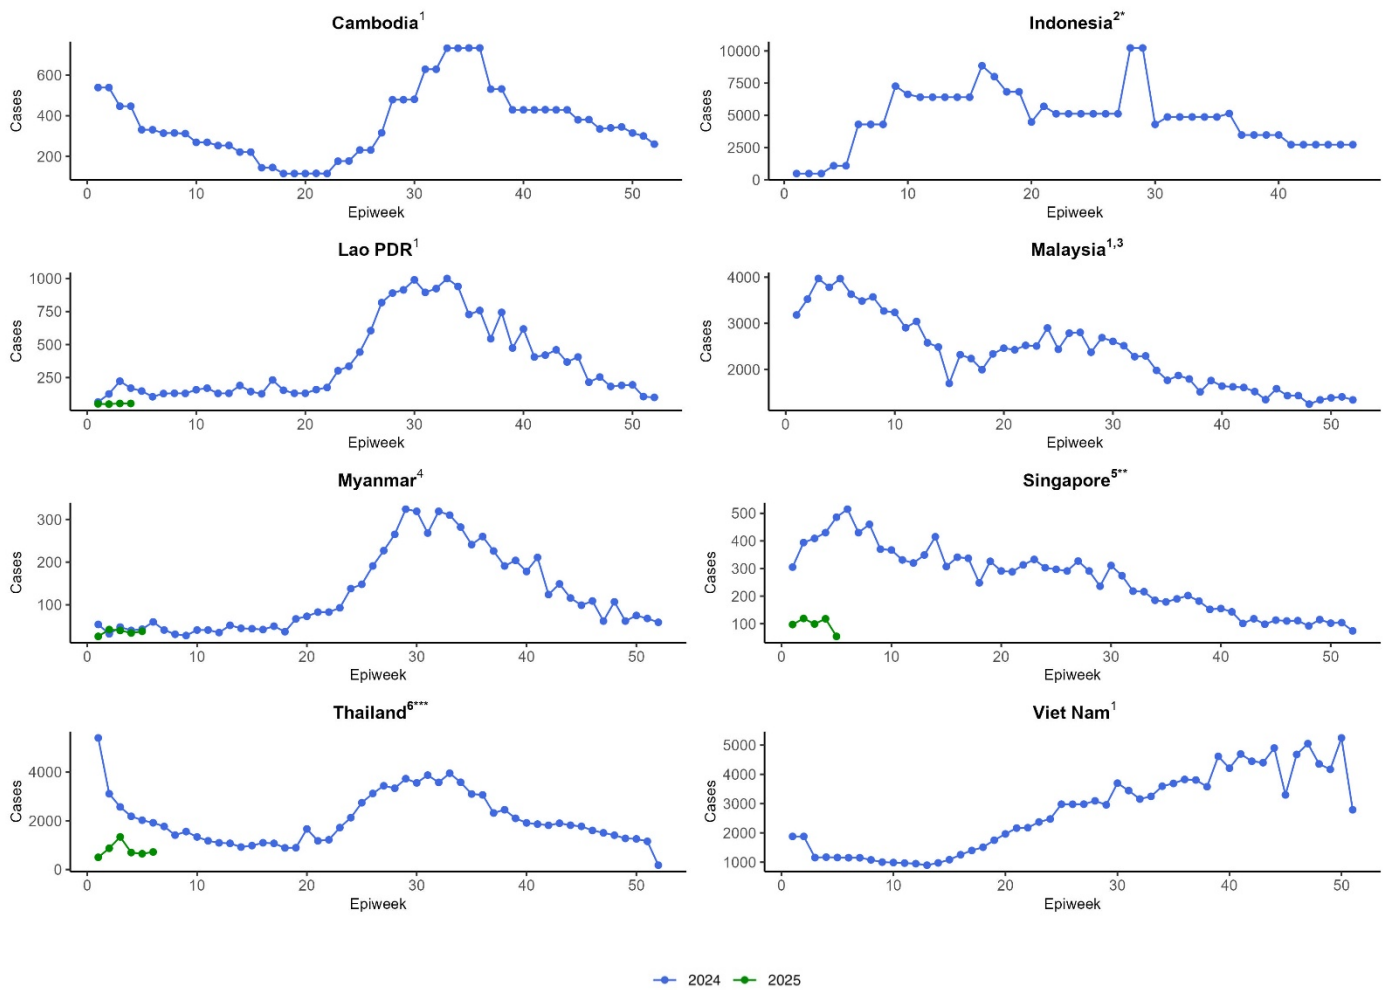 Cambodia1
Cases
600
400
200
0 10 20 30 40 50
Epiweek
Indonesia2*
Cases
10000
7500
5000
2500
0
0 10 20 30 40
Epiweek
Lao PDR1
Cases
1000
750
500
250
0 10 20 30 40 50
Epiweek
Malaysia1,3
Cases
4000
3000
2000
0 10 20 30 40 50
Epiweek
Myanmar4
Cases
300
200
100
0 10 20 30 40 50
Epiweek
Singapore5**
Cases
500
400
300
200
100
0 10 20 30 40 50
Epiweek
Thailand6***
Cases
4000
2000
0
0 10 20 30 40 50
Epiweek
Viet Nam1
Cases
5000
4000
3000
2000
1000
0 10 20 30 40 50
Epiweek
2024 2025